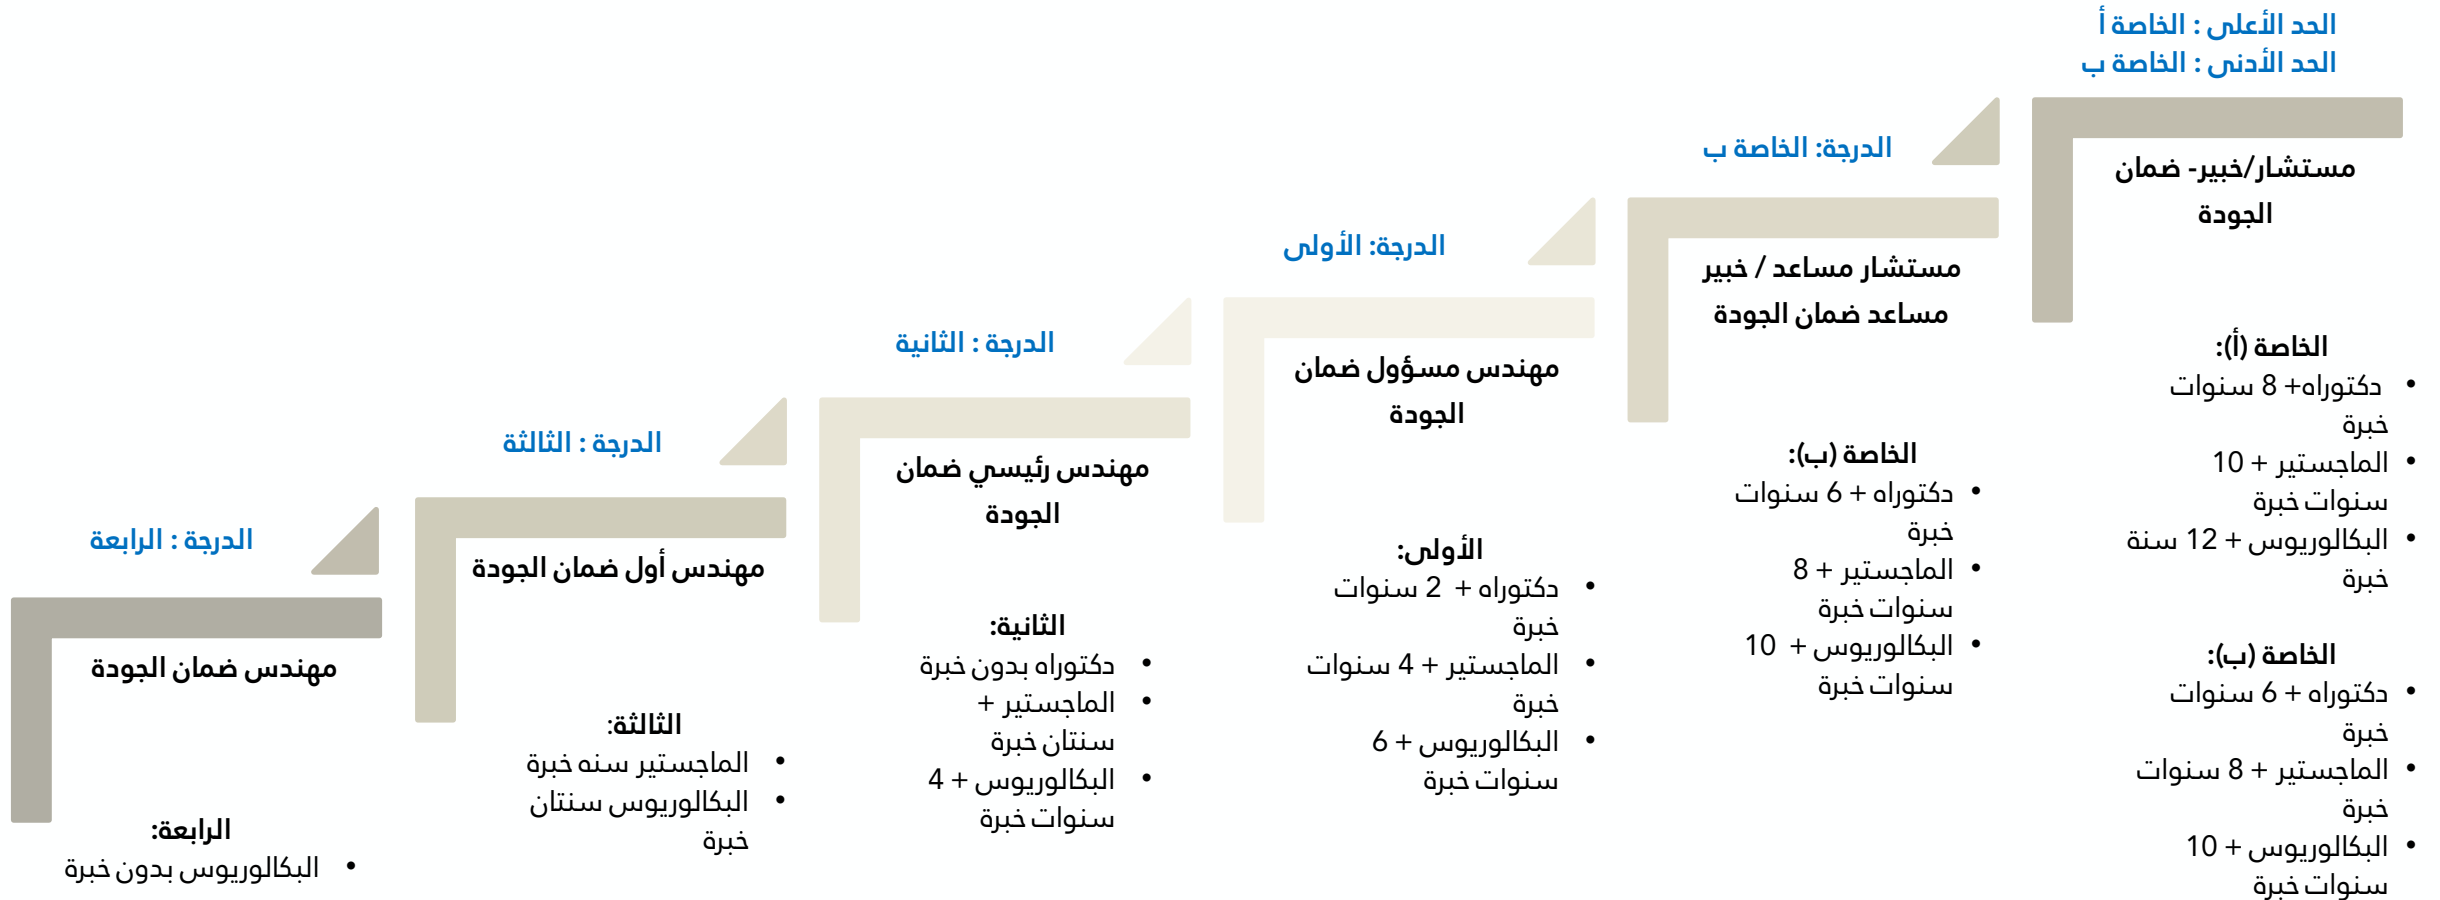 الحد الأعلى : الخاصة أ
الحد الأدنى : الخاصة ب
مستشار/خبير- ضمان
الجودة
الخاصة (أ):
• دكتوراه+ 8 سنوات
خبرة
• الماجستير + 10
سنوات خبرة
• البكالوريوس + 12 سنة
خبرة
الخاصة (ب):
• دكتوراه + 6 سنوات
خبرة
• الماجستير + 8 سنوات
خبرة
• البكالوريوس + 10
سنوات خبرة
الدرجة: الخاصة ب
مستشار مساعد / خبير
مساعد ضمان الجودة
الخاصة (ب):
• دكتوراه + 6 سنوات
خبرة
• الماجستير + 8
سنوات خبرة
• البكالوريوس + 10
سنوات خبرة
الدرجة: الأولى
مهندس مسؤول ضمان
الجودة
الأولى:
• دكتوراه + 2 سنوات
خبرة
• الماجستير + 4 سنوات
خبرة
• البكالوريوس + 6
سنوات خبرة
الدرجة : الثانية
مهندس رئيسي ضمان
الجودة
الثانية:
• دكتوراه بدون خبرة
• الماجستير +
سنتان خبرة
• البكالوريوس + 4
سنوات خبرة
الدرجة : الثالثة
مهندس أول ضمان الجودة
الثالثة:
• الماجستير سنه خبرة
• البكالوريوس سنتان
خبرة
الدرجة : الرابعة
مهندس ضمان الجودة
الرابعة:
• البكالوريوس بدون خبرة